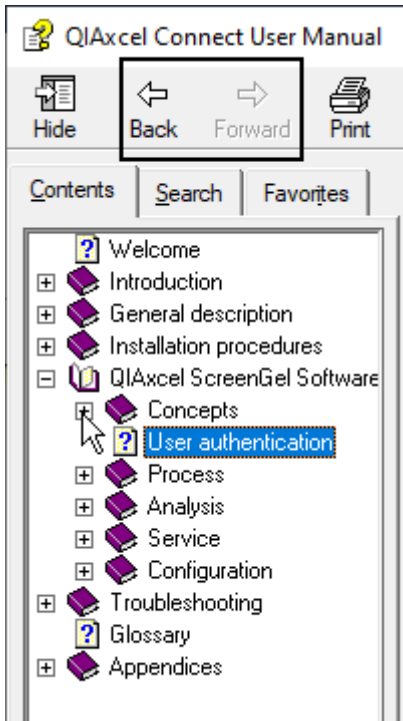 QIAxcel Connect User Manual
Hide Back Forward Print
Contents Search Favorites
Welcome
Introduction
General description
Installation procedures
QIAxcel ScreenGel Software
Concepts
User authentication
Process
Analysis
Service
Configuration
Troubleshooting
Glossary
Appendices